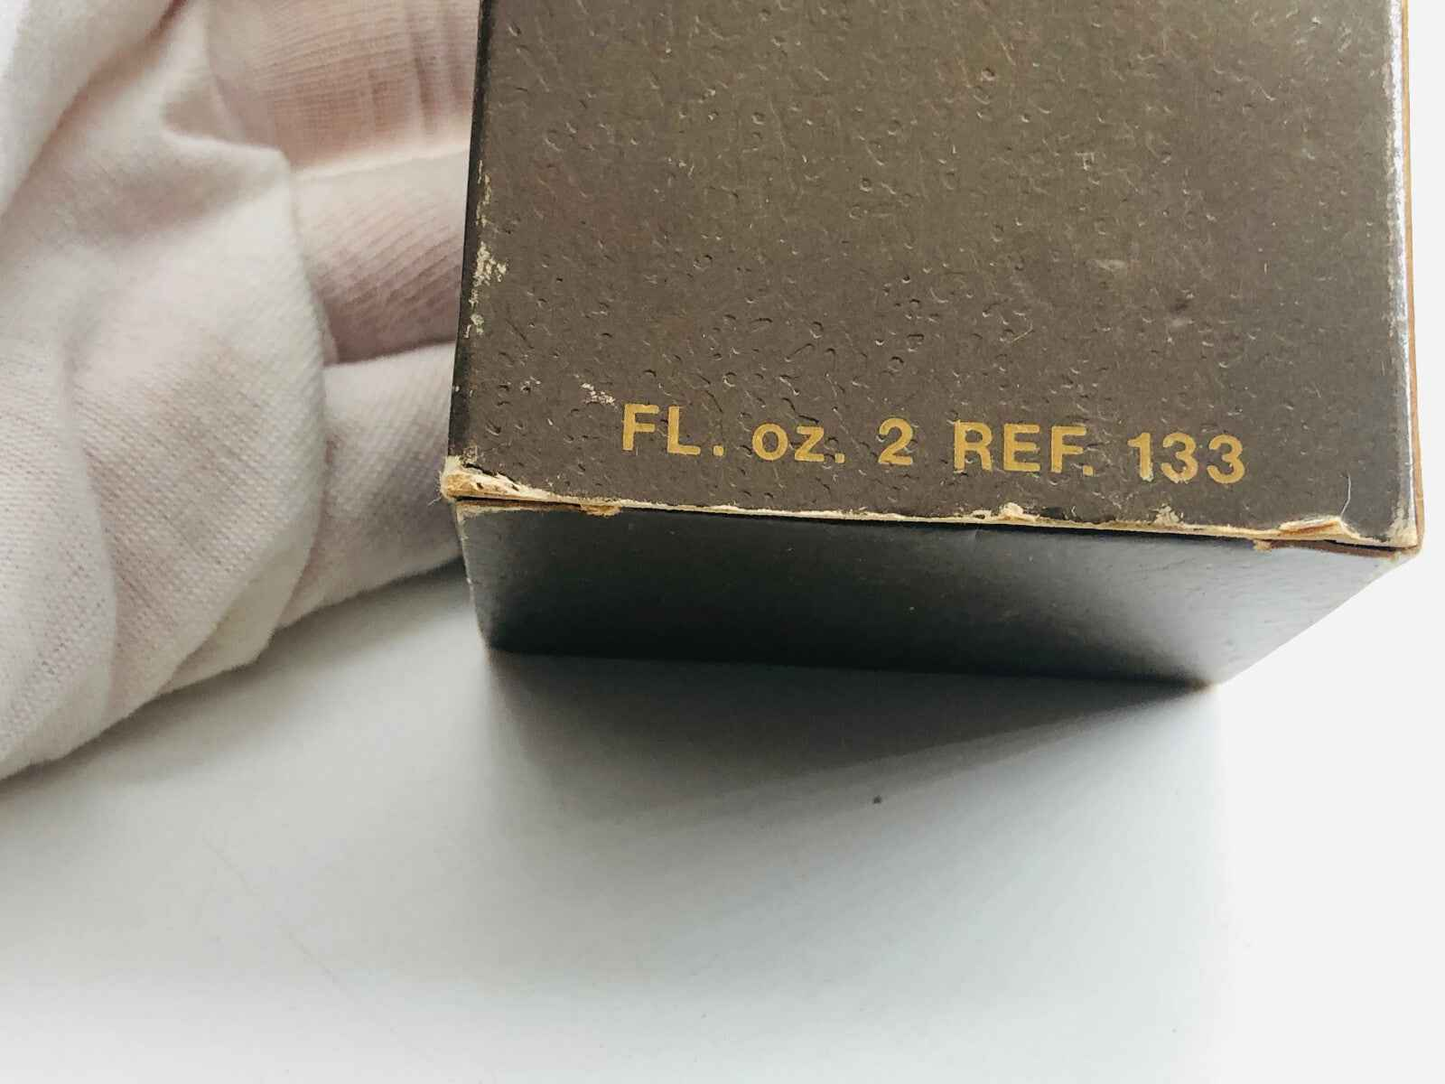 FL. oz. 2 REF. 133